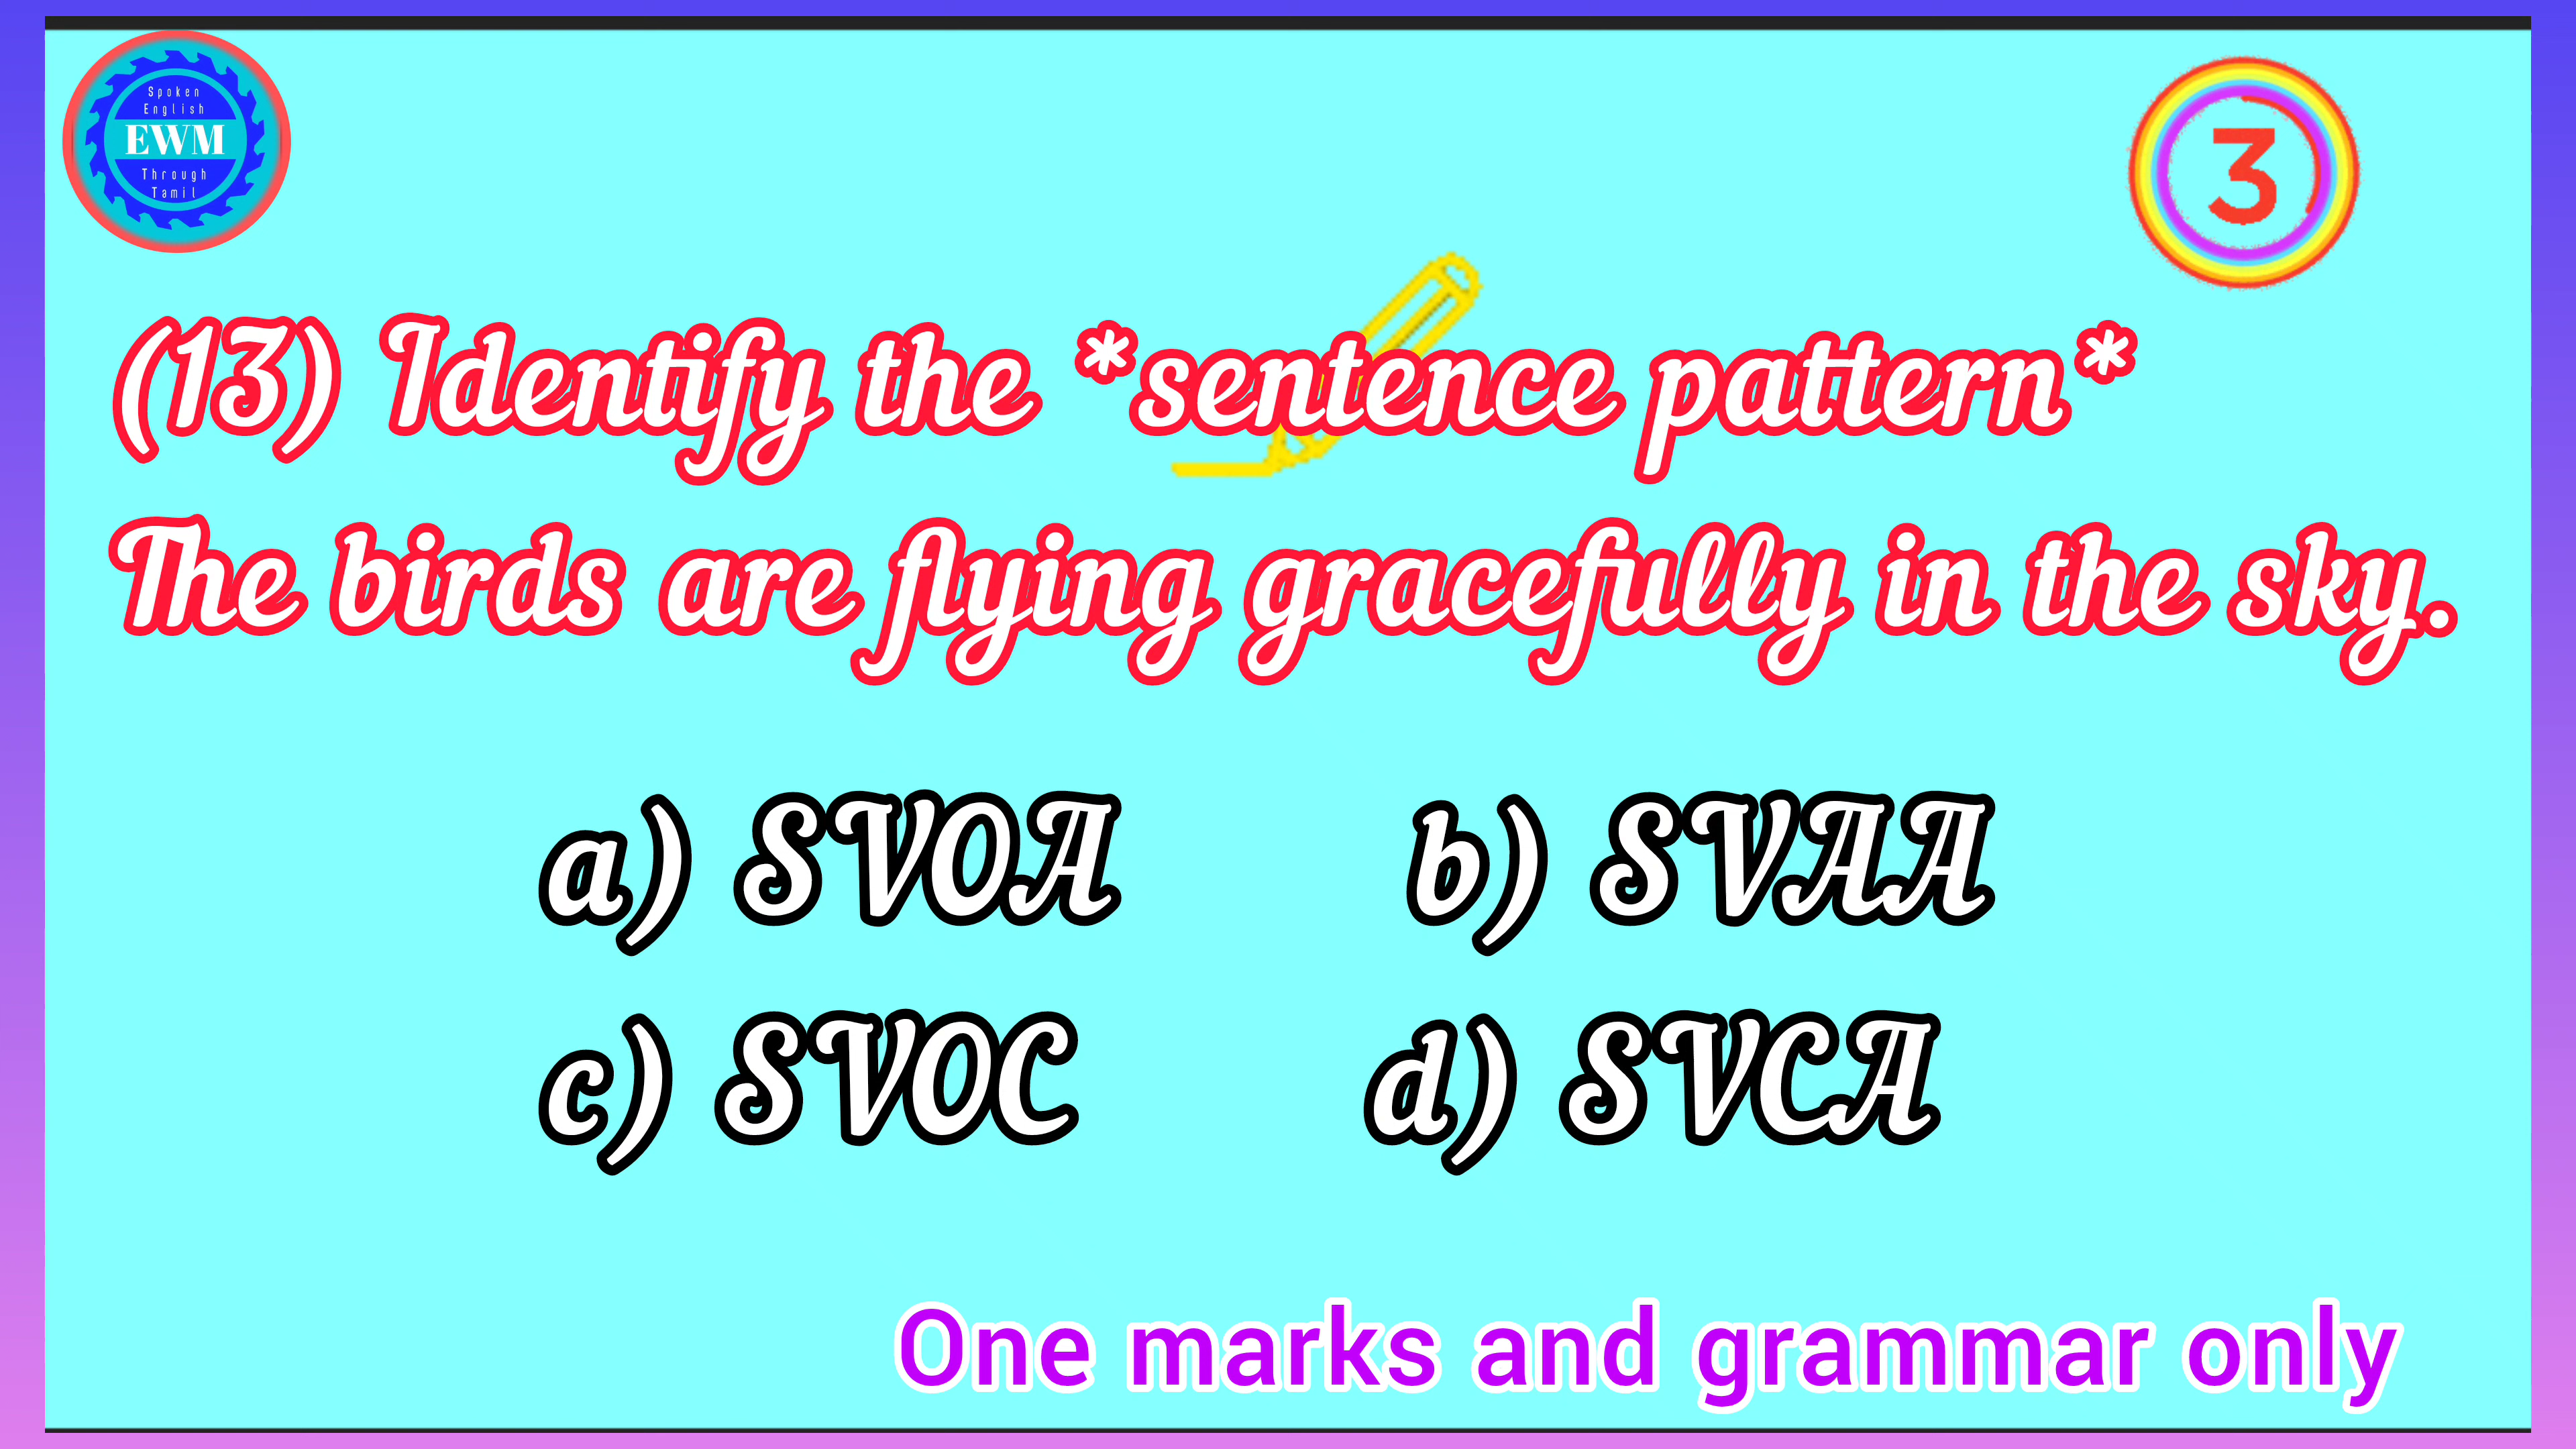 Spoken
English
EWM
Through
Tamil
3
(13) Identify the *sentence pattern*
The birds are flying gracefully in the sky.
a) SVOA b) SVAA
c) SVOC d) SVCA
One marks and grammar only